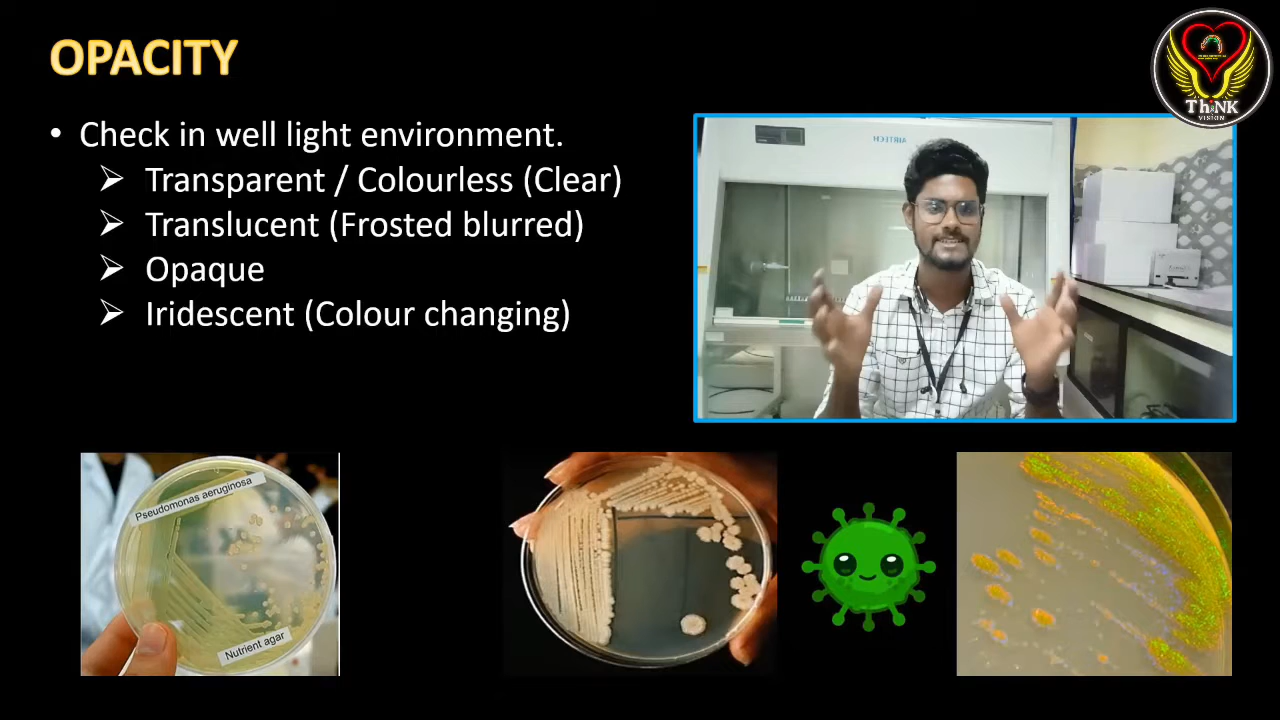 OPACITY
• Check in well light environment.
➢ Transparent / Colourless (Clear)
➢ Translucent (Frosted blurred)
➢ Opaque
➢ Iridescent (Colour changing)
ThiNK
VISION
AIRTECH
Pseudomonas aeruginosa
Nutrient agar